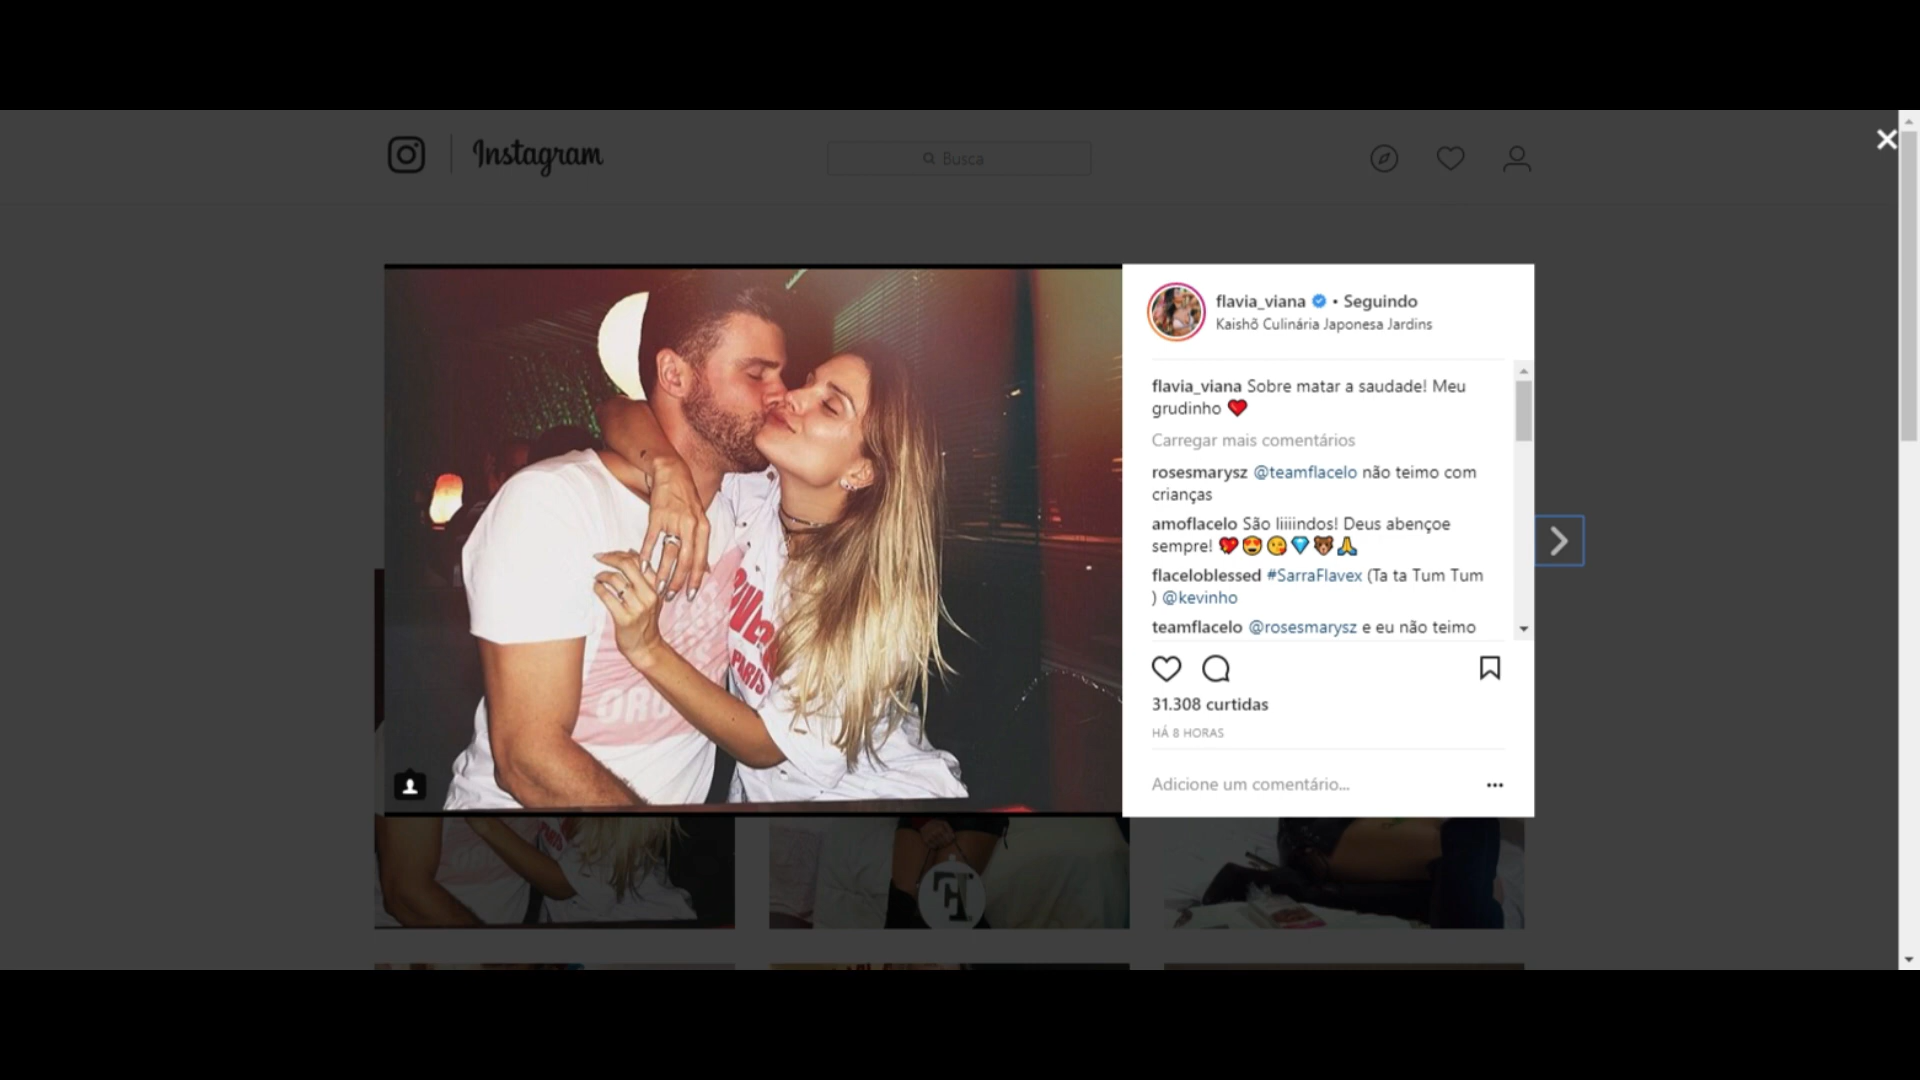 Instagram
Busca
flavia_viana • Seguindo
Kaishō Culinária Japonesa Jardins
flavia_viana Sobre matar a saudade! Meu
grudinho ❤️
Carregar mais comentários
rosesmarysz @teamflacelo não teimo com
crianças
amoflacelo São liiiindos! Deus abençoe
sempre! 💖😍😘💎🐻🙏
flaceloblessed #SarraFlavex (Ta ta Tum Tum
) @kevinho
teamflacelo @rosesmarysz e eu não teimo
31.308 curtidas
HÁ 8 HORAS
Adicione um comentário...
PARIS